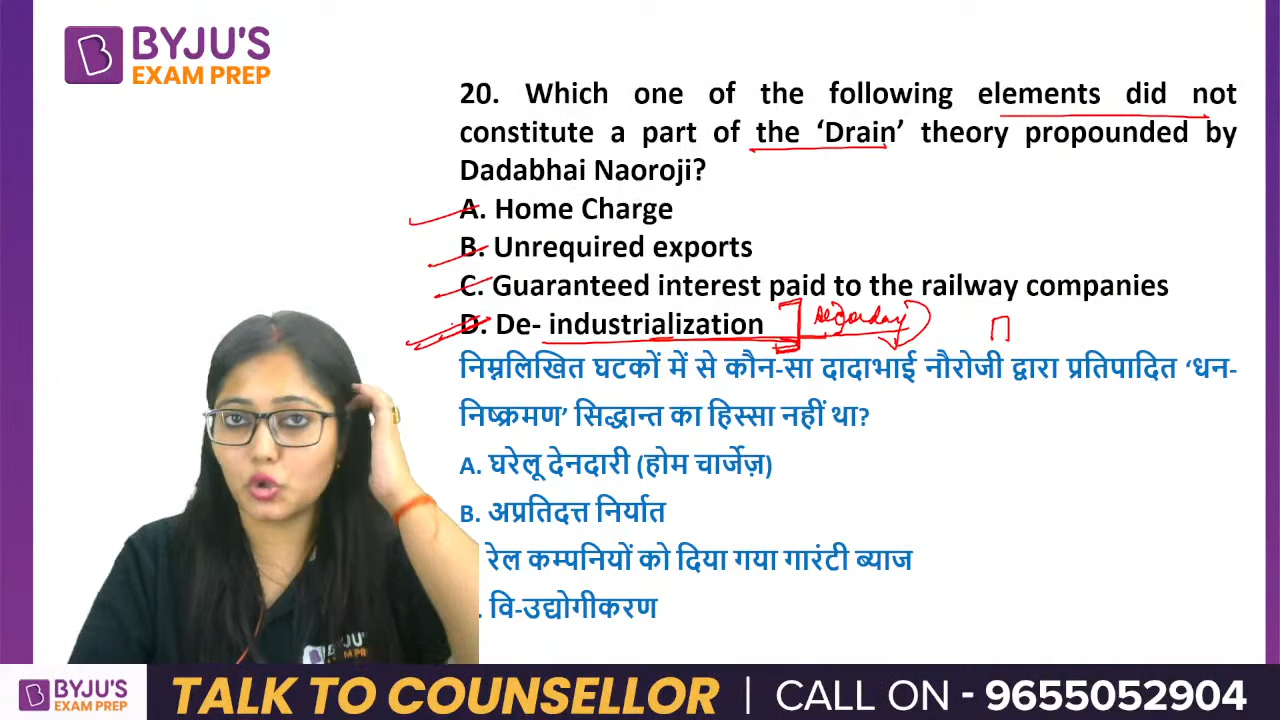 BYJU'S
EXAM PREP
20. Which one of the following elements did not
constitute a part of the ‘Drain’ theory propounded by
Dadabhai Naoroji?
A. Home Charge
B. Unrequired exports
C. Guaranteed interest paid to the railway companies
D. De- industrialization
निम्नलिखित घटकों में से कौन-सा दादाभाई नौरोजी द्वारा प्रतिपादित ‘धन-
निष्क्रमण’ सिद्धान्त का हिस्सा नहीं था?
A. घरेलू देनदारी (होम चार्जेज़)
B. अप्रतिदत्त निर्यात
रेल कम्पनियों को दिया गया गारंटी ब्याज
. वि-उद्योगीकरण
BYJU'S
EXAM PREP
TALK TO COUNSELLOR | CALL ON - 9655052904